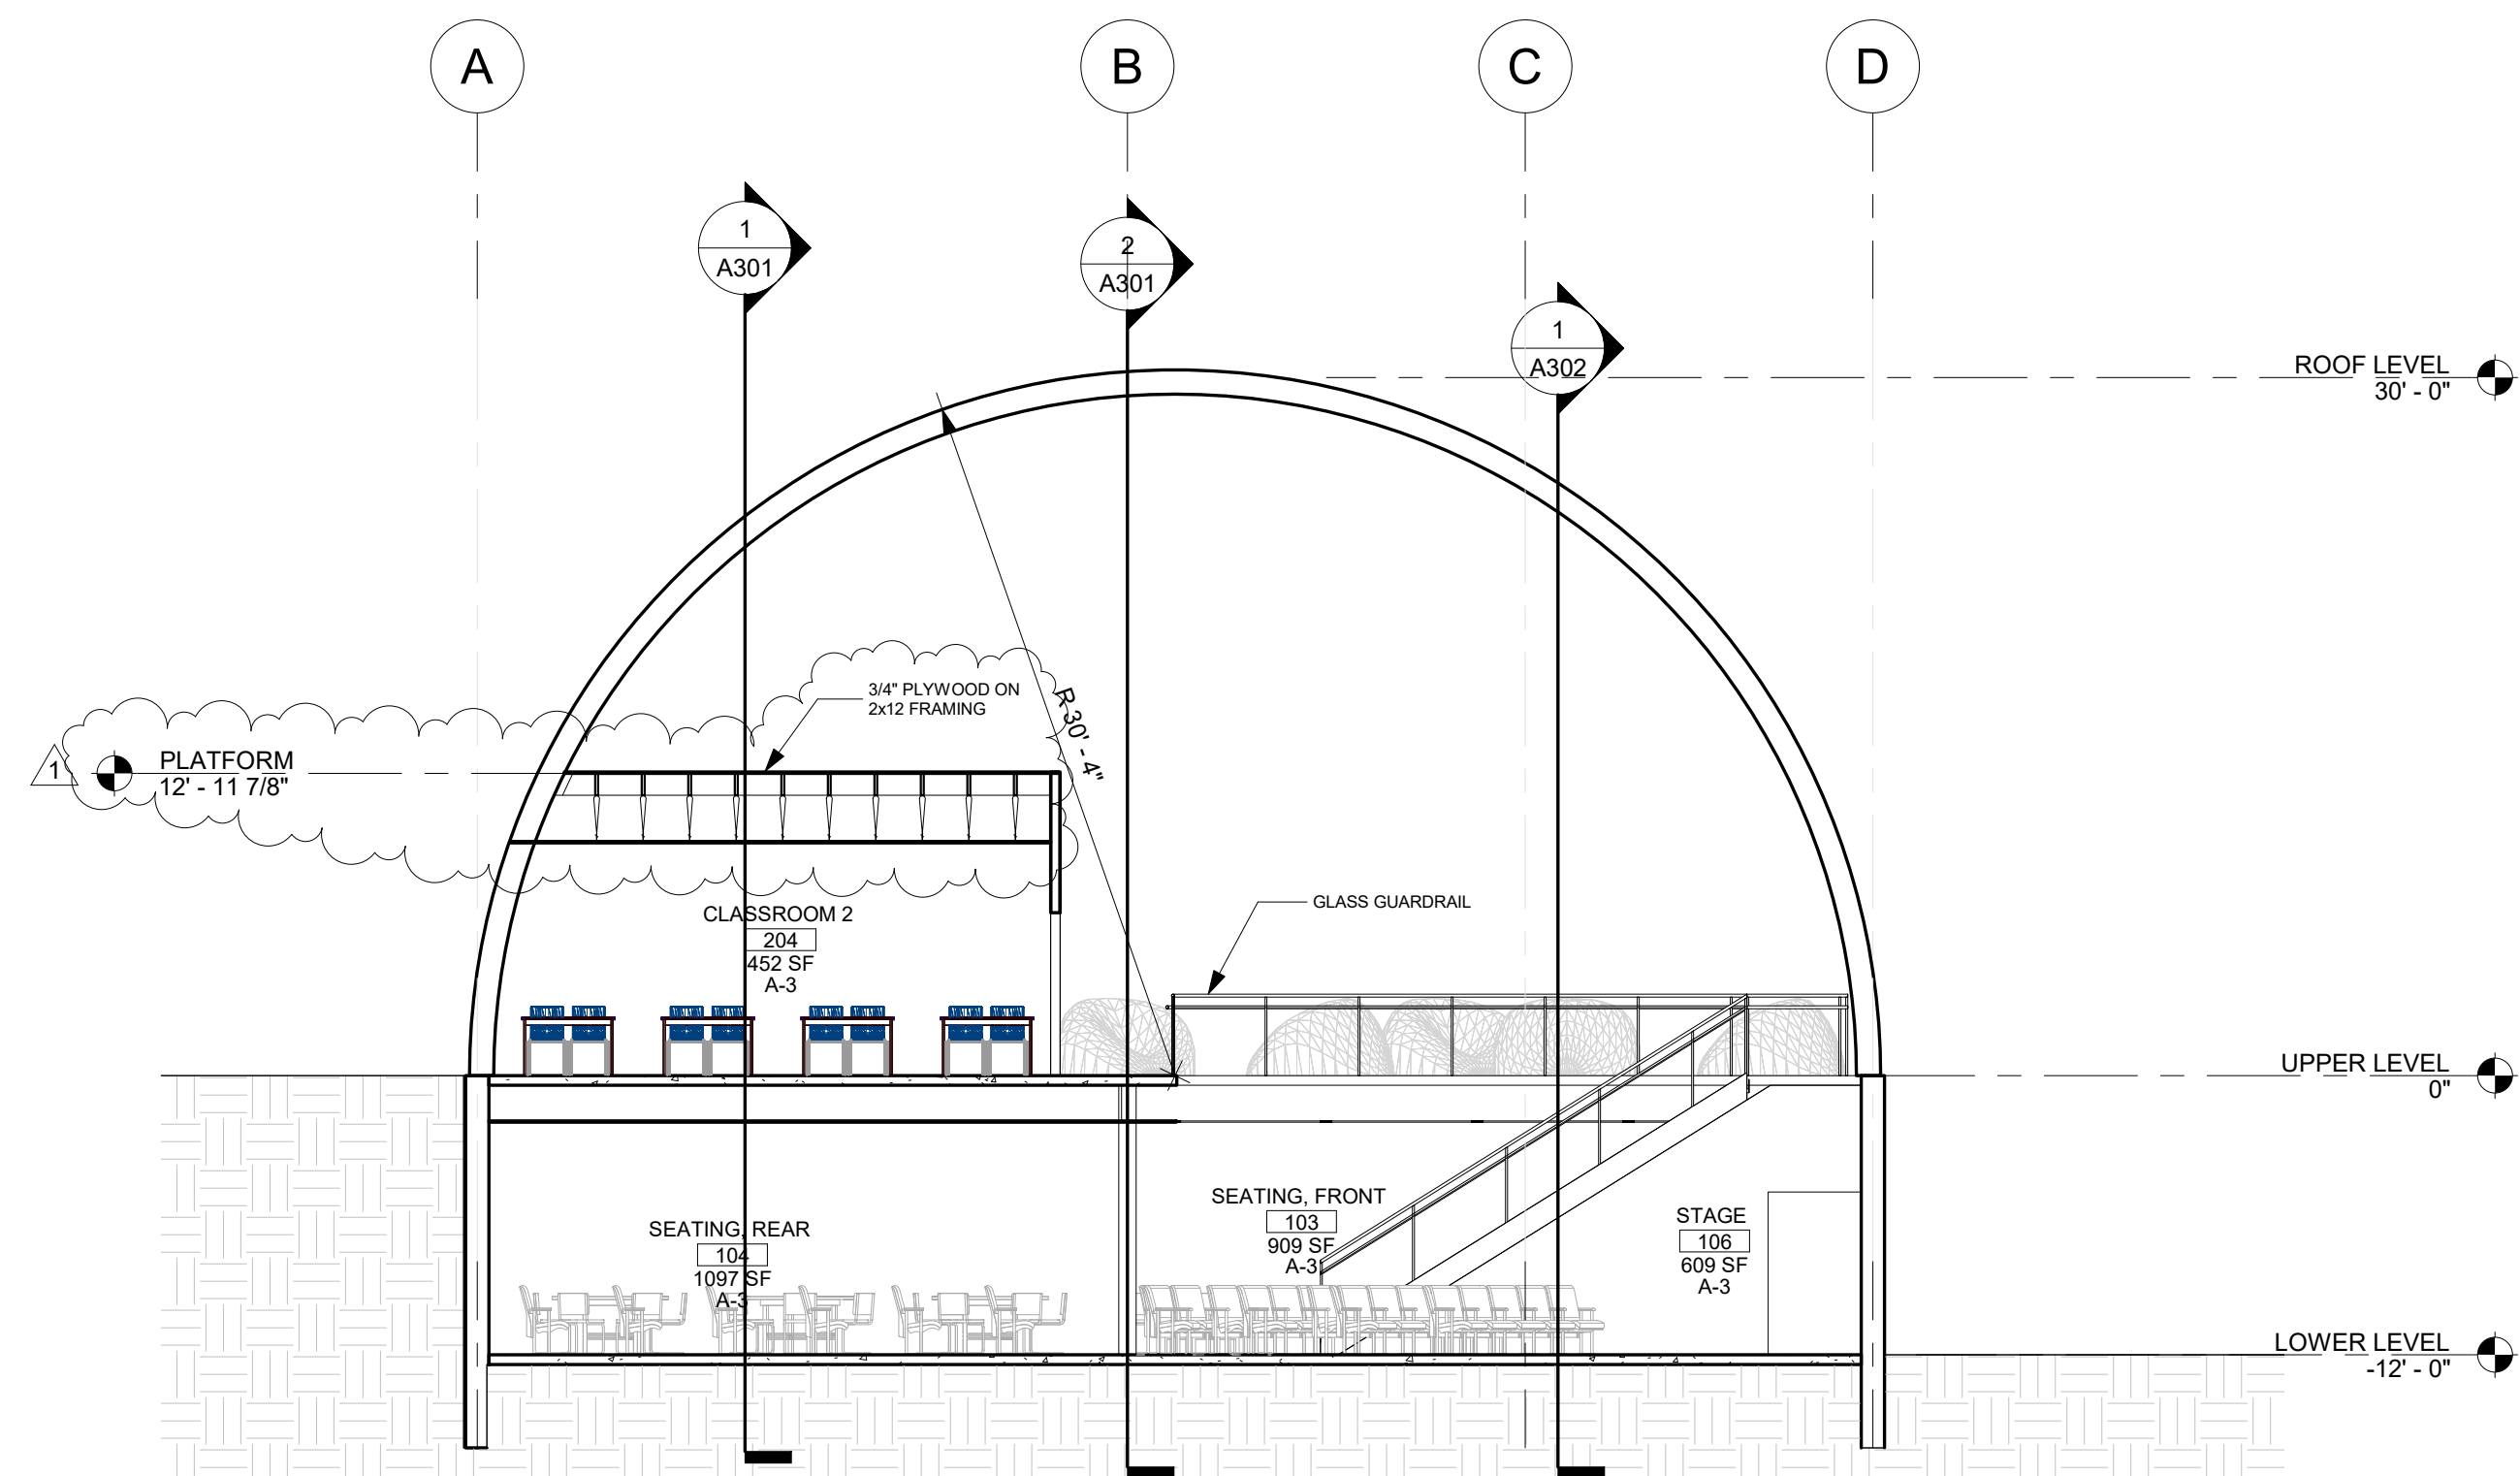 A
B
C
D
1
A301
2
A301
1
A302
ROOF LEVEL
30' - 0"
3/4" PLYWOOD ON
2x12 FRAMING
R 30' - 4"
1
PLATFORM
12' - 11 7/8"
GLASS GUARDRAIL
CLASSROOM 2
204
452 SF
A-3
UPPER LEVEL
0"
SEATING, FRONT
103
909 SF
A-3
STAGE
106
609 SF
A-3
SEATING, REAR
104
1097 SF
A-3
LOWER LEVEL
-12' - 0"